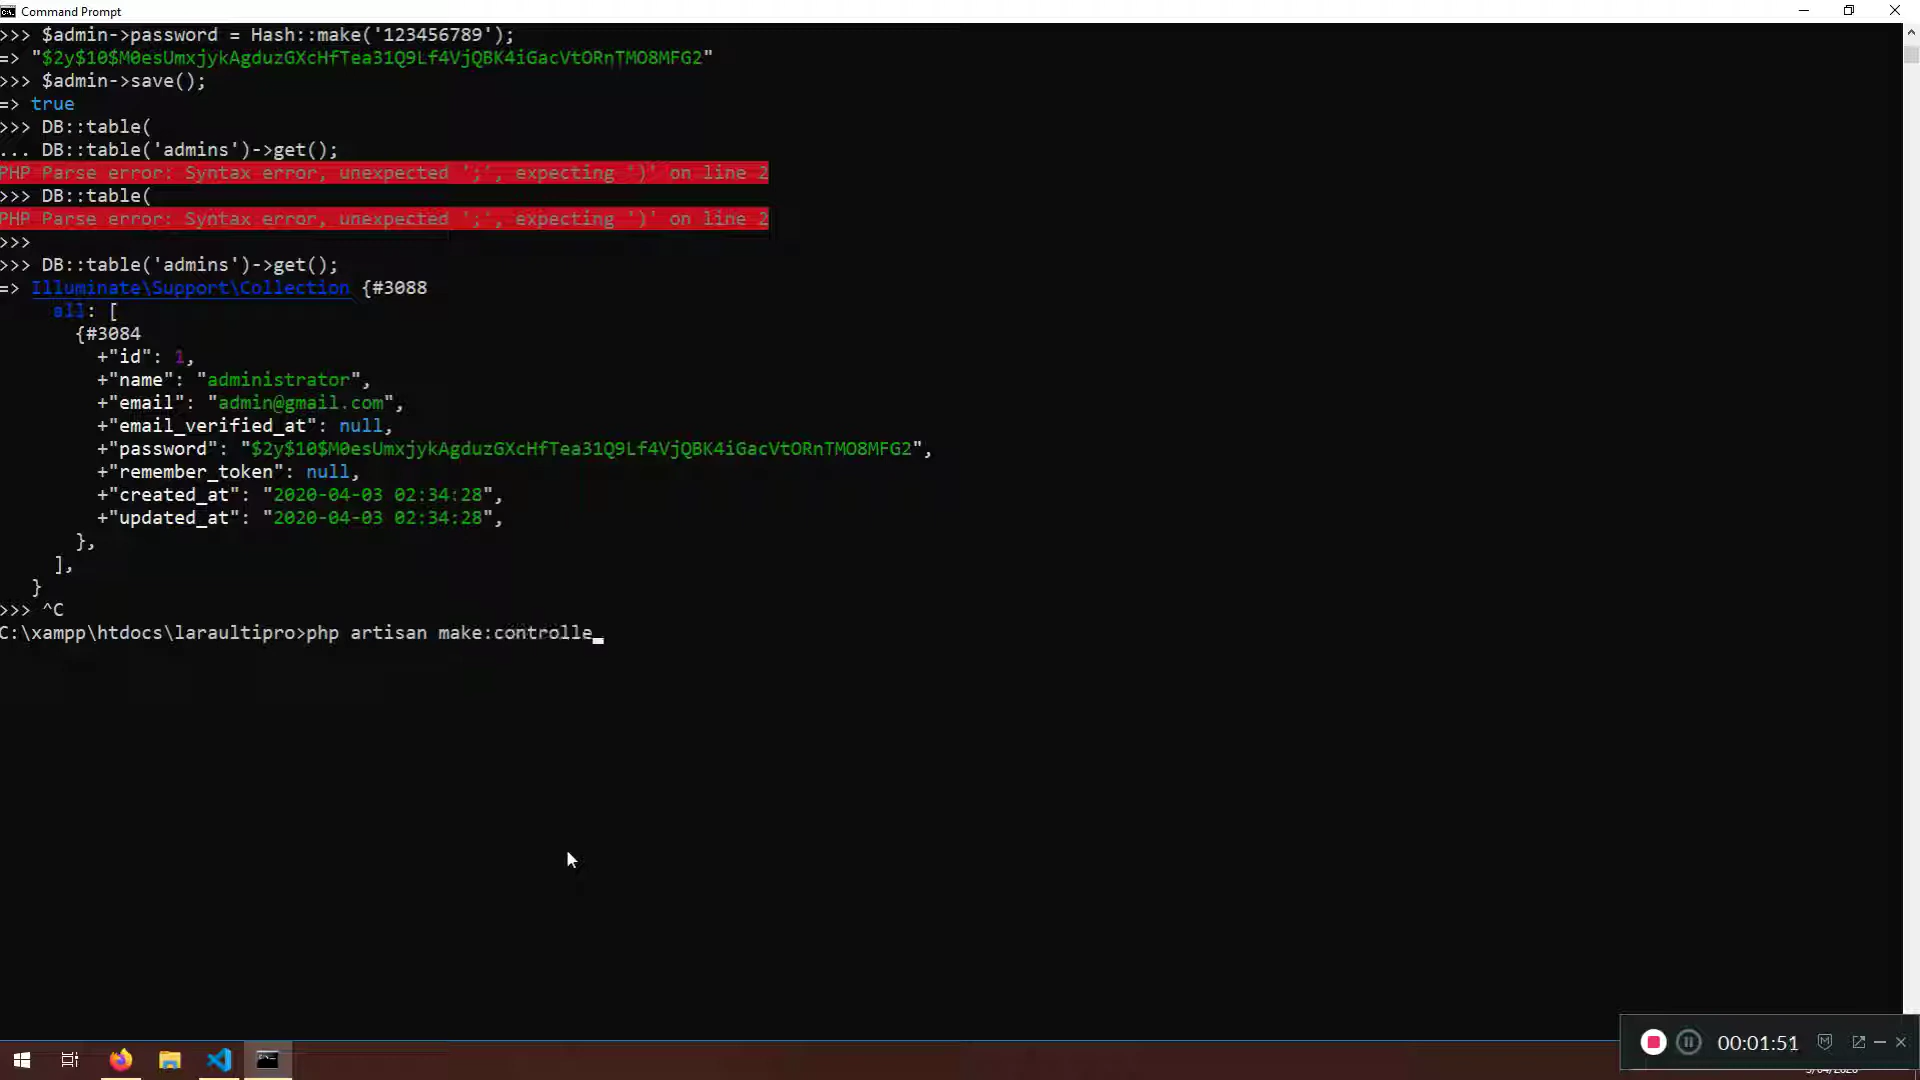 Command Prompt
>>> $admin->password = Hash::make('123456789');
=> "$2y$10$M0esUmxjykAgduzGXcHfTea31Q9Lf4VjQBK4iGacVtORnTMO8MFG2"
>>> $admin->save();
=> true
>>> DB::table(
... DB::table('admins')->get();
PHP Parse error: Syntax error, unexpected ';', expecting ')' on line 2
>>> DB::table(
PHP Parse error: Syntax error, unexpected ';', expecting ')' on line 2
>>>
>>> DB::table('admins')->get();
=> Illuminate\Support\Collection {#3088
all: [
{#3084
+"id": 1,
+"name": "administrator",
+"email": "admin@gmail.com",
+"email_verified_at": null,
+"password": "$2y$10$M0esUmxjykAgduzGXcHfTea31Q9Lf4VjQBK4iGacVtORnTMO8MFG2",
+"remember_token": null,
+"created_at": "2020-04-03 02:34:28",
+"updated_at": "2020-04-03 02:34:28",
},
],
}
>>> ^C
C:\xampp\htdocs\laraultipro>php artisan make:controlle_
00:01:51